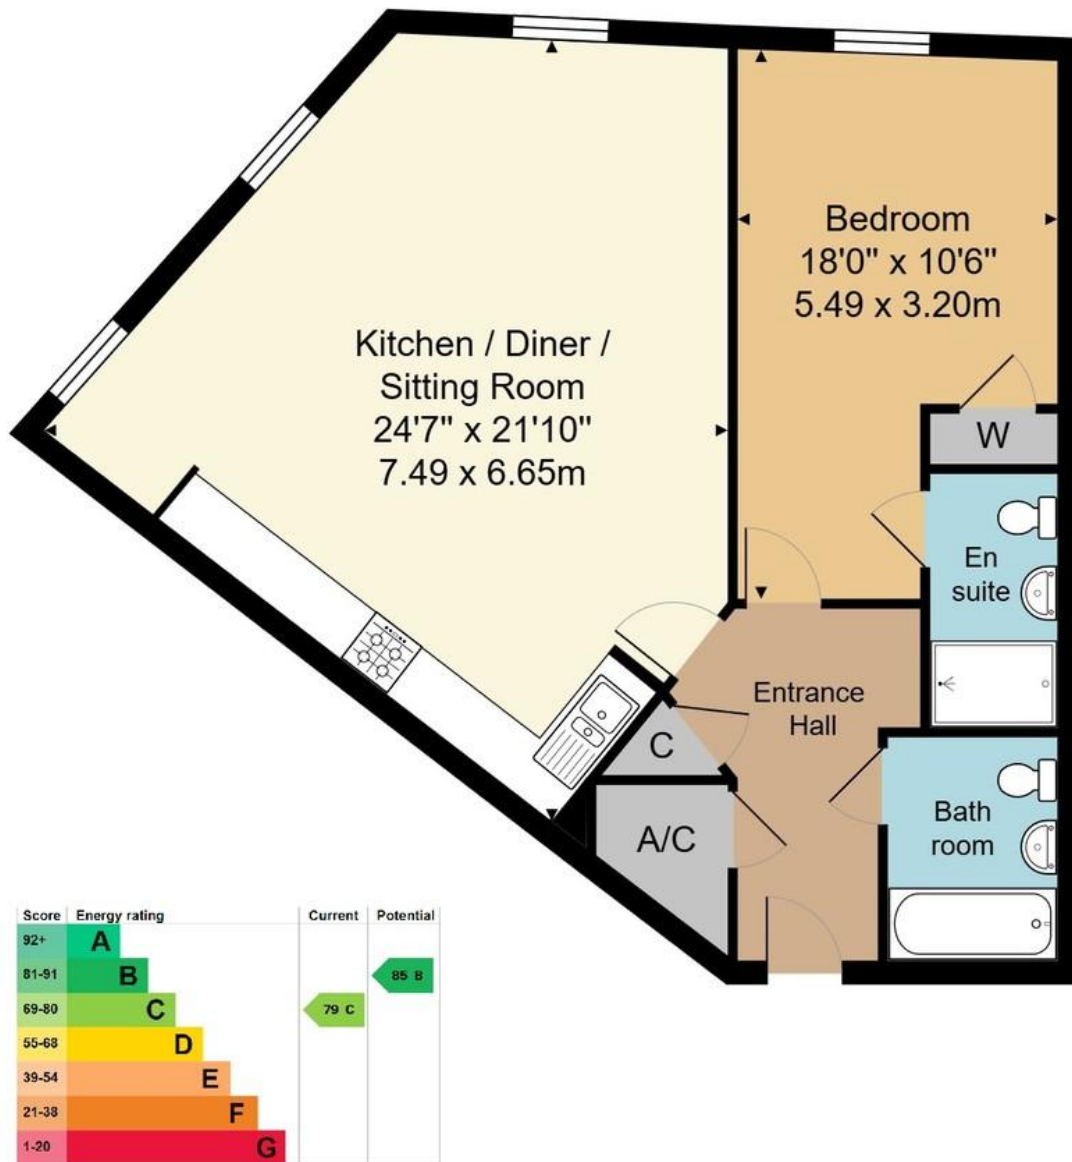 Bedroom
18'0" x 10'6"
5.49 x 3.20m
Kitchen / Diner /
Sitting Room
24'7" x 21'10"
7.49 x 6.65m
W
En
suite
Entrance
Hall
C
A/C
Bath
room
Score Energy rating Current Potential
92+ A
81-91 B 85 B
69-80 C 79 C
55-68 D
39-54 E
21-38 F
1-20 G